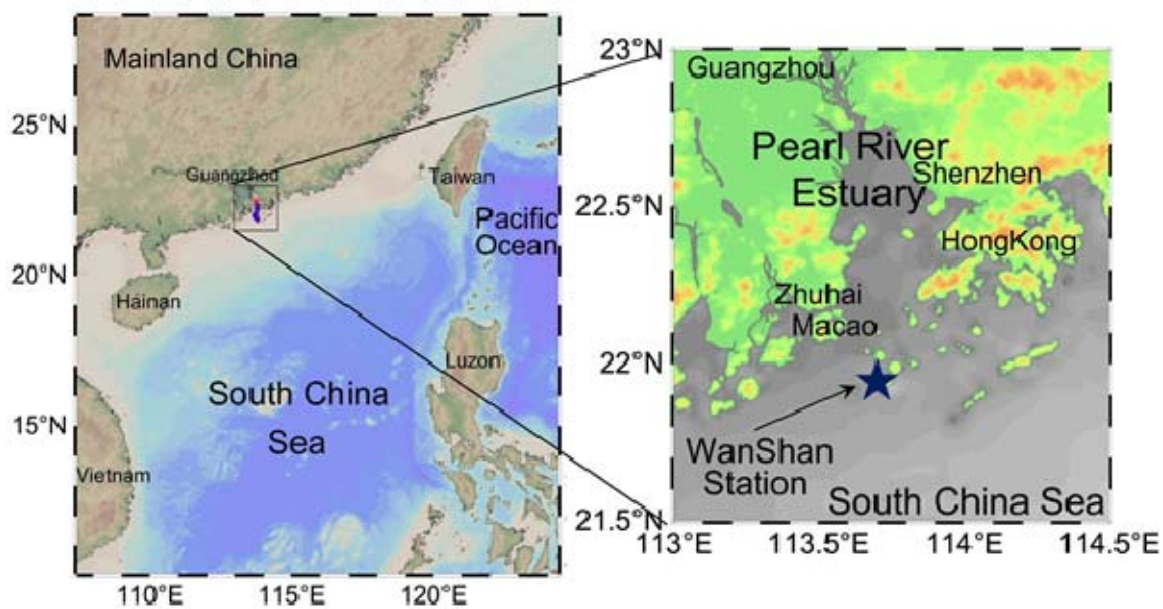 Mainland China
25°N
Guangzhou
Taiwan
Pacific
Ocean
20°N
Hainan
Luzon
South China
Sea
15°N
Vietnam
110°E
115°E
120°E
23°N
Guangzhou
Pearl River
Estuary
Shenzhen
22.5°N
HongKong
Zhuhai
Macao
22°N
WanShan
Station
South China Sea
21.5°N
113°E
113.5°E
114°E
114.5°E